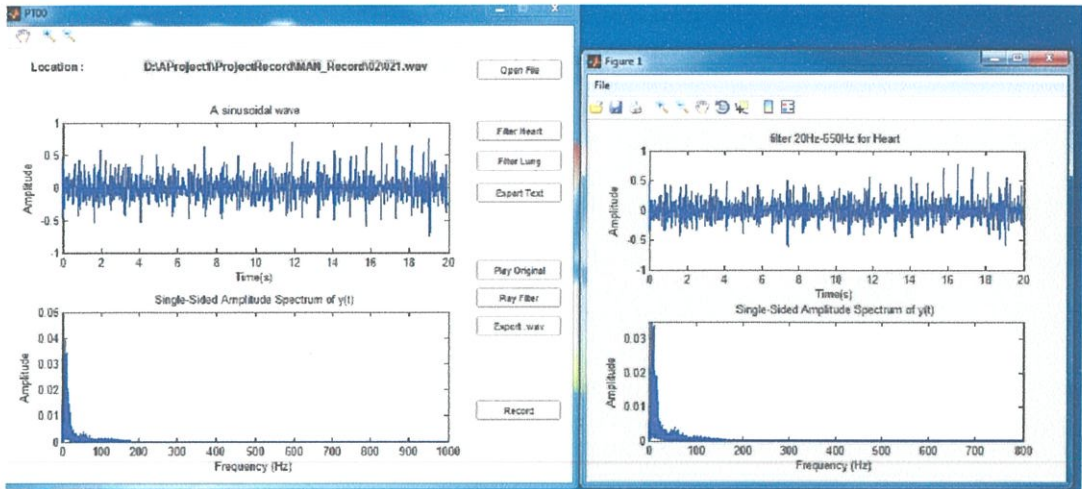 PT00
Location : D:\AProject1\ProjectRecord\MAN_Record\02\021.wav
Open File
A sinusoidal wave
1
0.5
0
-0.5
-1
Amplitude
0 2 4 6 8 10 12 14 16 18 20
Time(s)
Filter Heart
Filter Lung
Export Text
Play Original
Play Filter
Export .wav
Record
Single-Sided Amplitude Spectrum of y(t)
0.05
0.04
0.03
0.02
0.01
0
Amplitude
0 100 200 300 400 500 600 700 800 900 1000
Frequency (Hz)
Figure 1
File
filter 20Hz-650Hz for Heart
1
0.5
0
-0.5
-1
Amplitude
0 2 4 6 8 10 12 14 16 18 20
Time(s)
Single-Sided Amplitude Spectrum of y(t)
0.03
0.02
0.01
0
Amplitude
0 100 200 300 400 500 600 700 800
Frequency (Hz)